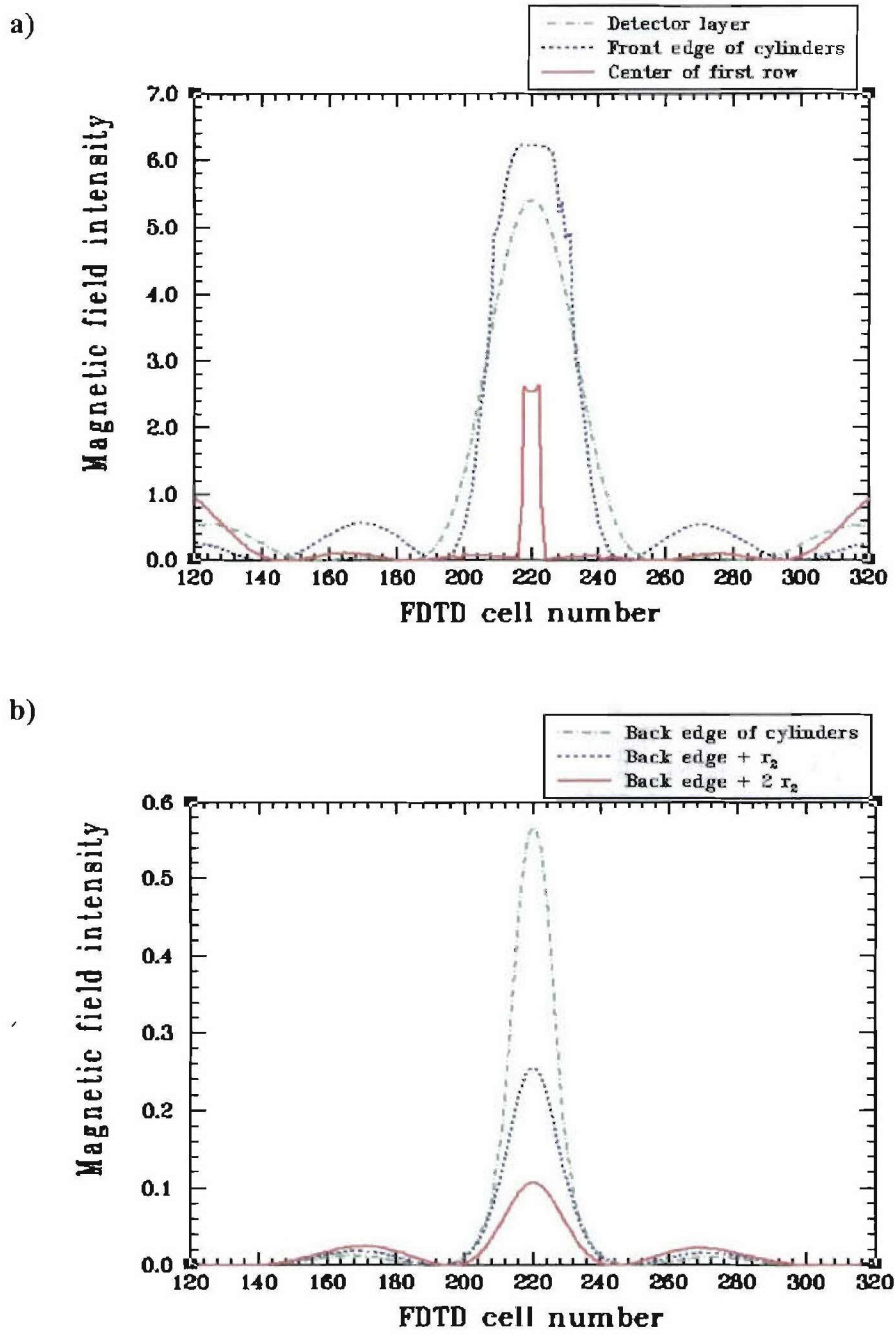 a)
Detector layer
Front edge of cylinders
Center of first row
7.0
6.0
5.0
4.0
3.0
2.0
1.0
0.0
Magnetic field intensity
120 140 160 180 200 220 240 260 280 300 320
FDTD cell number
b)
Back edge of cylinders
Back edge + r₂
Back edge + 2 r₂
0.6
0.5
0.4
0.3
0.2
0.1
0.0
Magnetic field intensity
120 140 160 180 200 220 240 260 280 300 320
FDTD cell number